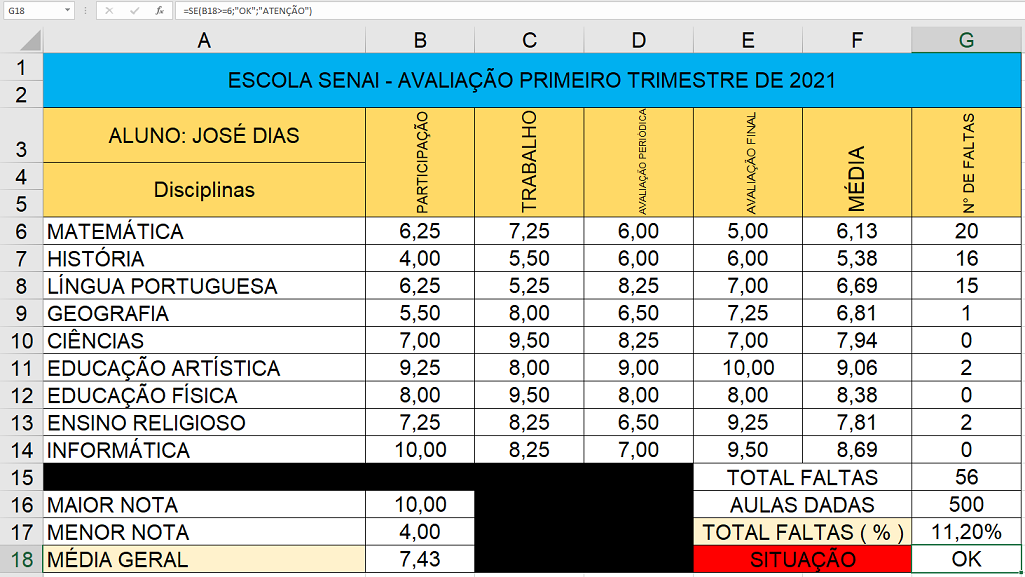 G18 fx =SE(B18>=6;"OK";"ATENÇÃO")
A B C D E F G
1
2 ESCOLA SENAI - AVALIAÇÃO PRIMEIRO TRIMESTRE DE 2021
3 ALUNO: JOSÉ DIAS PARTICIPAÇÃO TRABALHO AVALIAÇÃO PERIÓDICA AVALIAÇÃO FINAL MÉDIA N° DE FALTAS
4
5 Disciplinas
6 MATEMÁTICA 6,25 7,25 6,00 5,00 6,13 20
7 HISTÓRIA 4,00 5,50 6,00 6,00 5,38 16
8 LÍNGUA PORTUGUESA 6,25 5,25 8,25 7,00 6,69 15
9 GEOGRAFIA 5,50 8,00 6,50 7,25 6,81 1
10 CIÊNCIAS 7,00 9,50 8,25 7,00 7,94 0
11 EDUCAÇÃO ARTÍSTICA 9,25 8,00 9,00 10,00 9,06 2
12 EDUCAÇÃO FÍSICA 8,00 9,50 8,00 8,00 8,38 0
13 ENSINO RELIGIOSO 7,25 8,25 6,50 9,25 7,81 2
14 INFORMÁTICA 10,00 8,25 7,00 9,50 8,69 0
15 TOTAL FALTAS 56
16 MAIOR NOTA 10,00 AULAS DADAS 500
17 MENOR NOTA 4,00 TOTAL FALTAS ( % ) 11,20%
18 MÉDIA GERAL 7,43 SITUAÇÃO OK